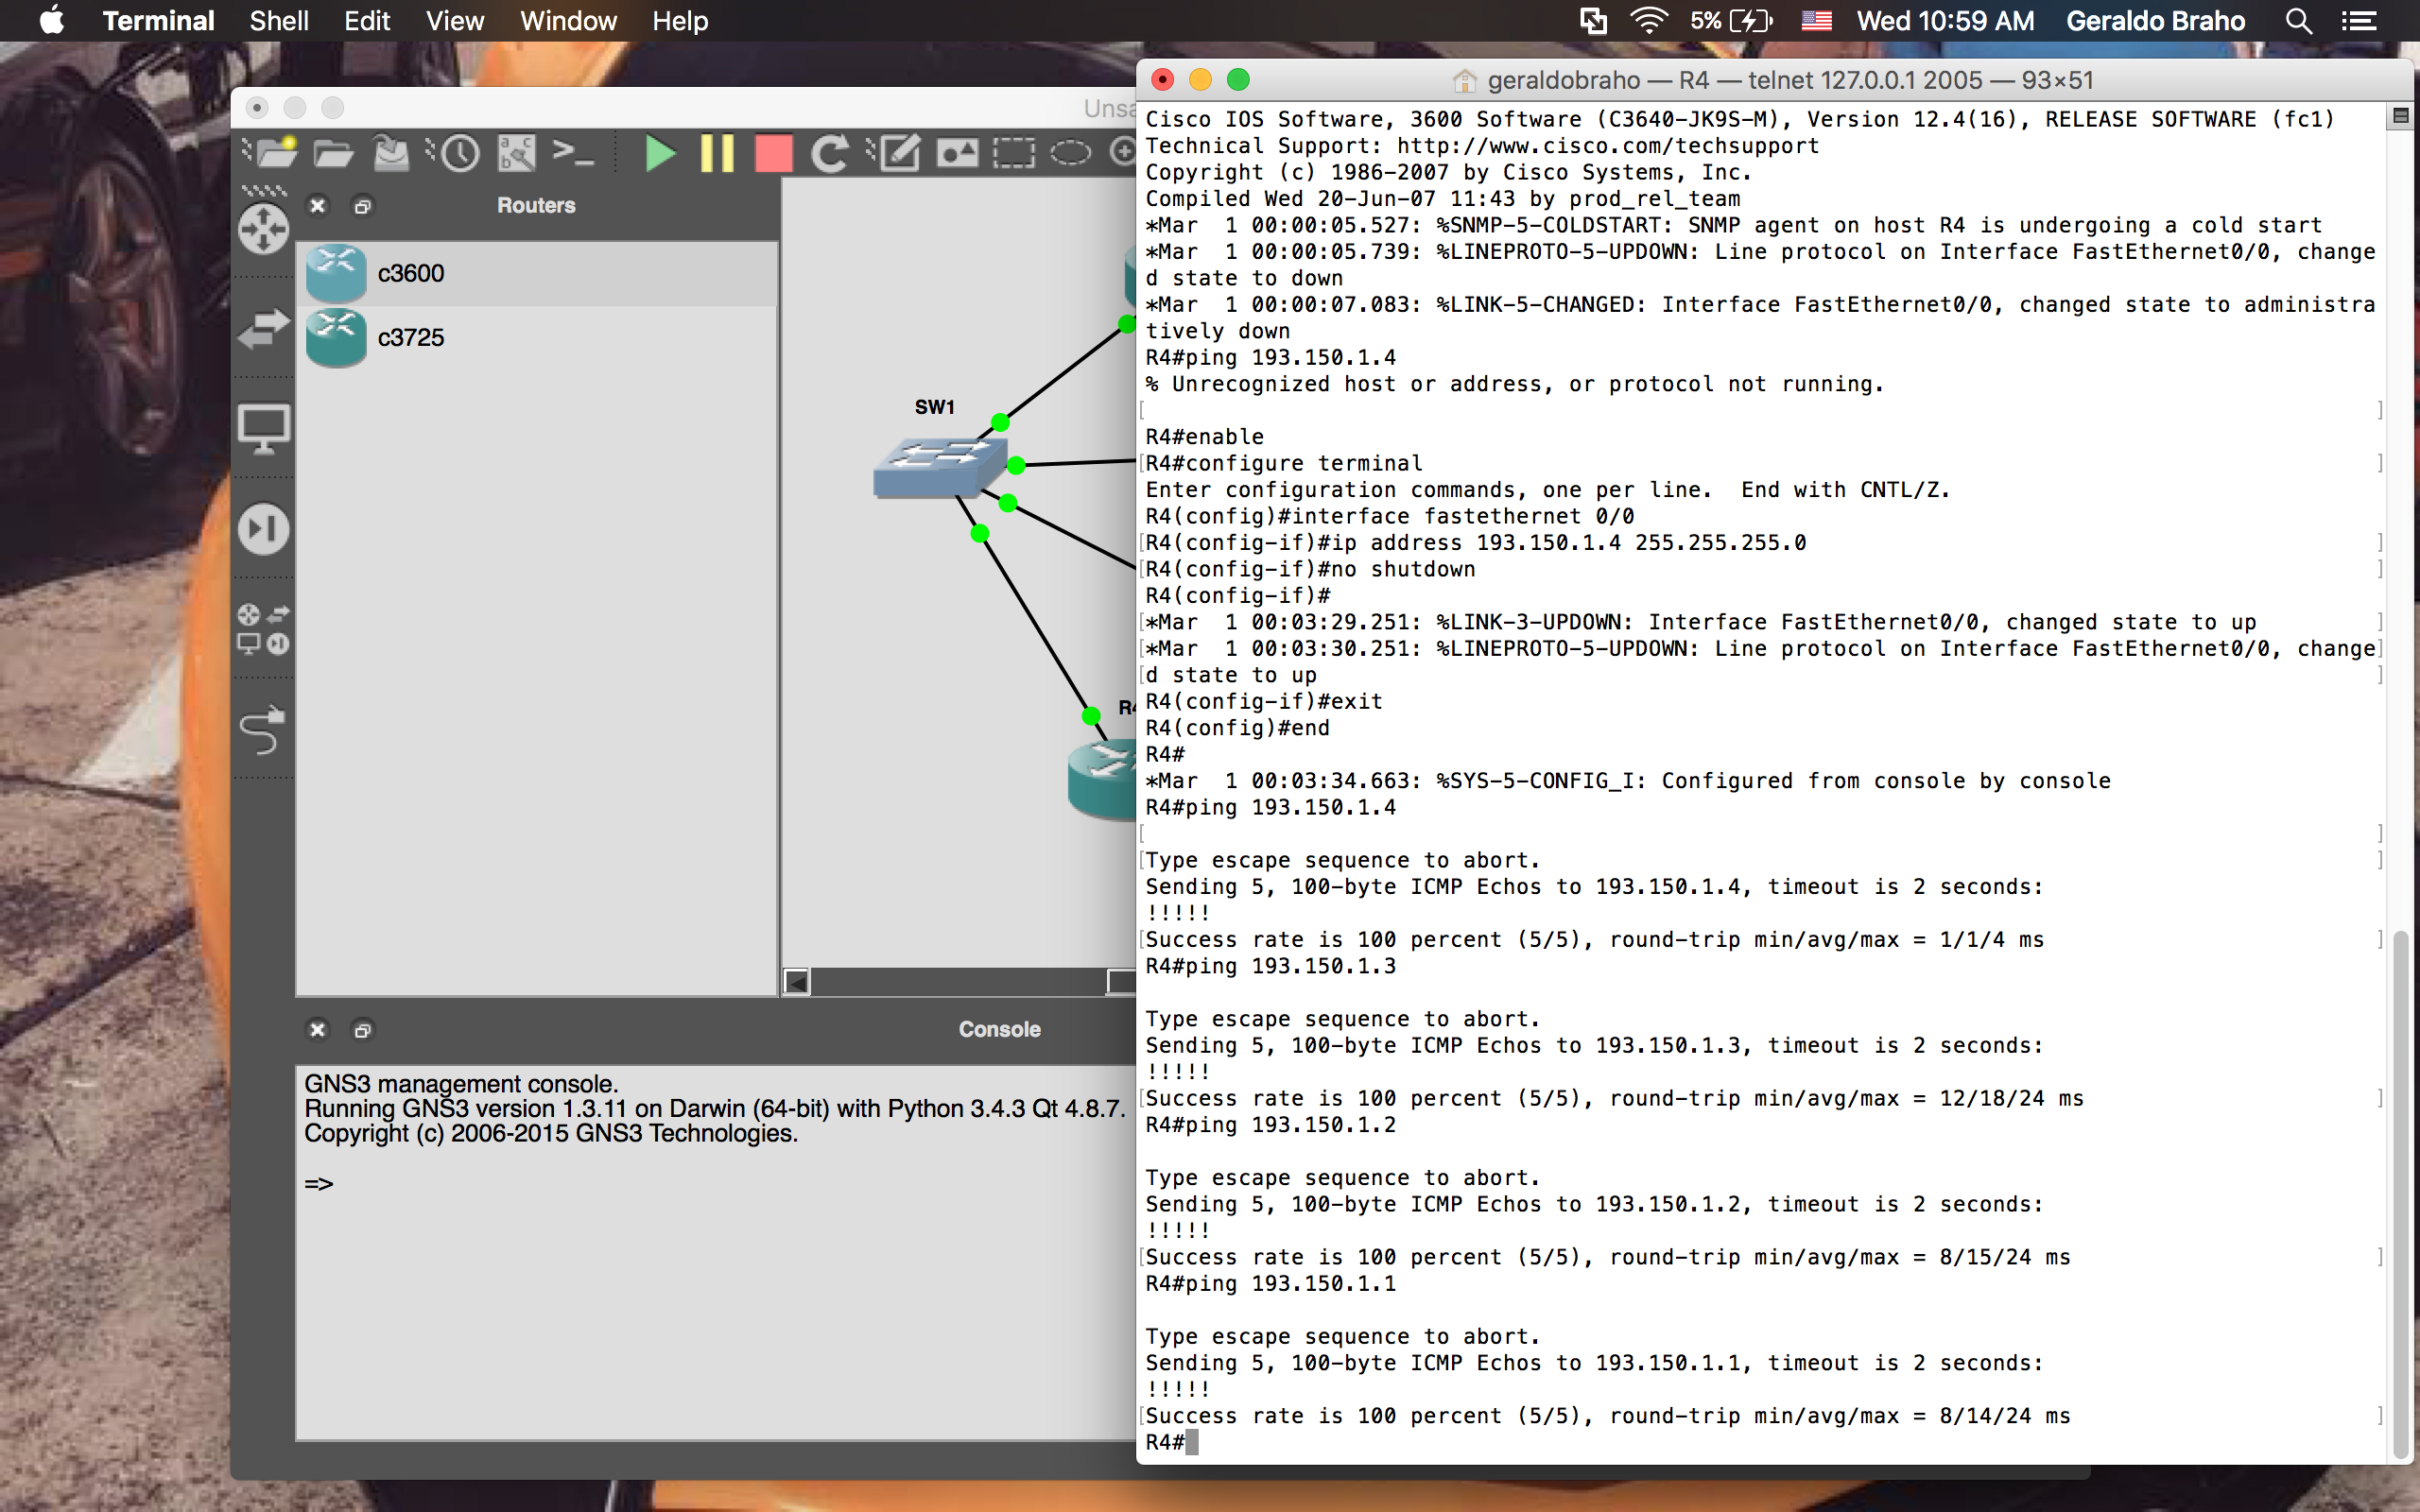 Terminal Shell Edit View Window Help 5% Wed 10:59 AM Geraldo Braho
Routers
c3600
c3725
SW1
Console
GNS3 management console.
Running GNS3 version 1.3.11 on Darwin (64-bit) with Python 3.4.3 Qt 4.8.7.
Copyright (c) 2006-2015 GNS3 Technologies.
=>
geraldobraho — R4 — telnet 127.0.0.1 2005 — 93×51
Cisco IOS Software, 3600 Software (C3640-JK9S-M), Version 12.4(16), RELEASE SOFTWARE (fc1)
Technical Support: http://www.cisco.com/techsupport
Copyright (c) 1986-2007 by Cisco Systems, Inc.
Compiled Wed 20-Jun-07 11:43 by prod_rel_team
*Mar  1 00:00:05.527: %SNMP-5-COLDSTART: SNMP agent on host R4 is undergoing a cold start
*Mar  1 00:00:05.739: %LINEPROTO-5-UPDOWN: Line protocol on Interface FastEthernet0/0, change
d state to down
*Mar  1 00:00:07.083: %LINK-5-CHANGED: Interface FastEthernet0/0, changed state to administra
tively down
R4#ping 193.150.1.4
% Unrecognized host or address, or protocol not running.
[ ]
R4#enable
[R4#configure terminal ]
Enter configuration commands, one per line.  End with CNTL/Z.
R4(config)#interface fastethernet 0/0
[R4(config-if)#ip address 193.150.1.4 255.255.255.0 ]
[R4(config-if)#no shutdown ]
R4(config-if)#
[*Mar  1 00:03:29.251: %LINK-3-UPDOWN: Interface FastEthernet0/0, changed state to up ]
[*Mar  1 00:03:30.251: %LINEPROTO-5-UPDOWN: Line protocol on Interface FastEthernet0/0, change]
[d state to up ]
R4(config-if)#exit
R4(config)#end
R4#
*Mar  1 00:03:34.663: %SYS-5-CONFIG_I: Configured from console by console
R4#ping 193.150.1.4
[ ]
[Type escape sequence to abort. ]
Sending 5, 100-byte ICMP Echos to 193.150.1.4, timeout is 2 seconds:
!!!!!
[Success rate is 100 percent (5/5), round-trip min/avg/max = 1/1/4 ms ]
R4#ping 193.150.1.3
Type escape sequence to abort.
Sending 5, 100-byte ICMP Echos to 193.150.1.3, timeout is 2 seconds:
!!!!!
[Success rate is 100 percent (5/5), round-trip min/avg/max = 12/18/24 ms ]
R4#ping 193.150.1.2
Type escape sequence to abort.
Sending 5, 100-byte ICMP Echos to 193.150.1.2, timeout is 2 seconds:
!!!!!
[Success rate is 100 percent (5/5), round-trip min/avg/max = 8/15/24 ms ]
R4#ping 193.150.1.1
Type escape sequence to abort.
Sending 5, 100-byte ICMP Echos to 193.150.1.1, timeout is 2 seconds:
!!!!!
[Success rate is 100 percent (5/5), round-trip min/avg/max = 8/14/24 ms ]
R4#